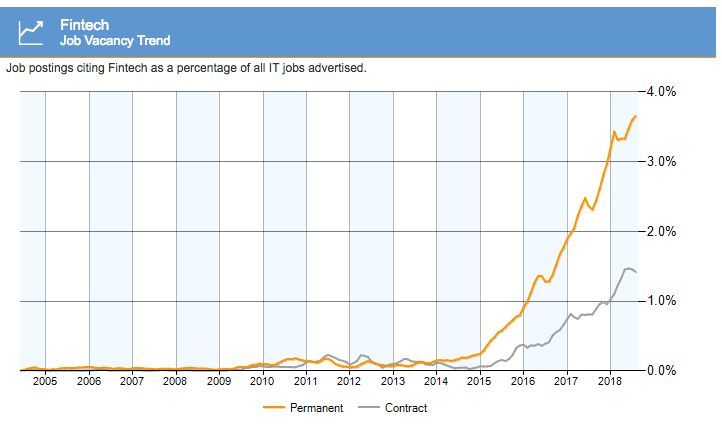 Fintech
Job Vacancy Trend
Job postings citing Fintech as a percentage of all IT jobs advertised.
4.0%
3.0%
2.0%
1.0%
0.0%
2005 2006 2007 2008 2009 2010 2011 2012 2013 2014 2015 2016 2017 2018
Permanent Contract